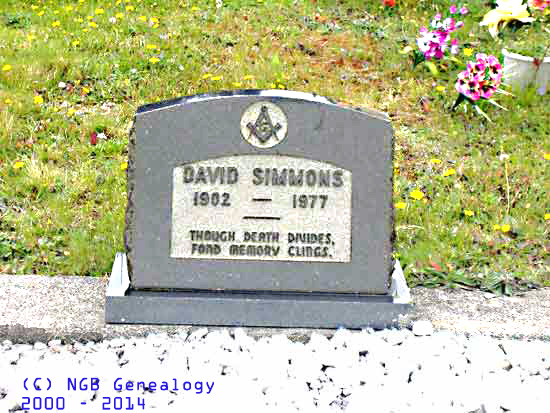 DAVID SIMMONS
1902 — 1977
THOUGH DEATH DIVIDES,
FOND MEMORY CLINGS.
(C) NGB Genealogy
2000 - 2014